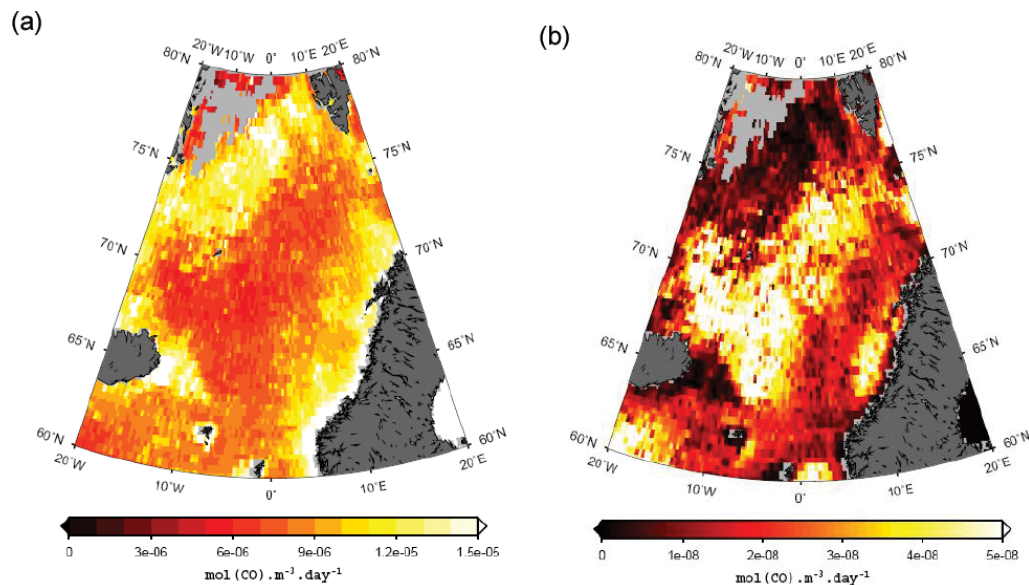 (a)
(b)
20°W 10°W 0° 10°E 20°E
80°N 80°N
75°N 75°N
70°N 70°N
65°N 65°N
60°N 60°N
20°W 10°W 0° 10°E 20°E
0 3e-06 6e-06 9e-06 1.2e-05 1.5e-05
mol(CO).m⁻³.day⁻¹
20°W 10°W 0° 10°E 20°E
80°N 80°N
75°N 75°N
70°N 70°N
65°N 65°N
60°N 60°N
20°W 10°W 0° 10°E 20°E
0 1e-08 2e-08 3e-08 4e-08 5e-08
mol(CO).m⁻³.day⁻¹